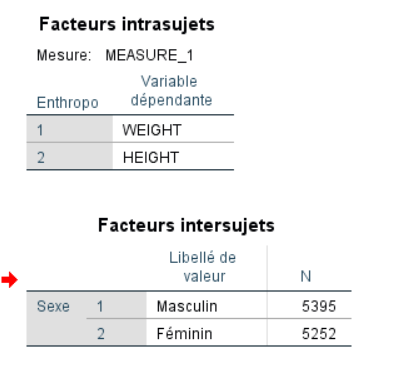 Facteurs intrasujets
Mesure: MEASURE_1
Enthropo Variable dépendante
1 WEIGHT
2 HEIGHT
Facteurs intersujets
Libellé de valeur N
Sexe 1 Masculin 5395
2 Féminin 5252